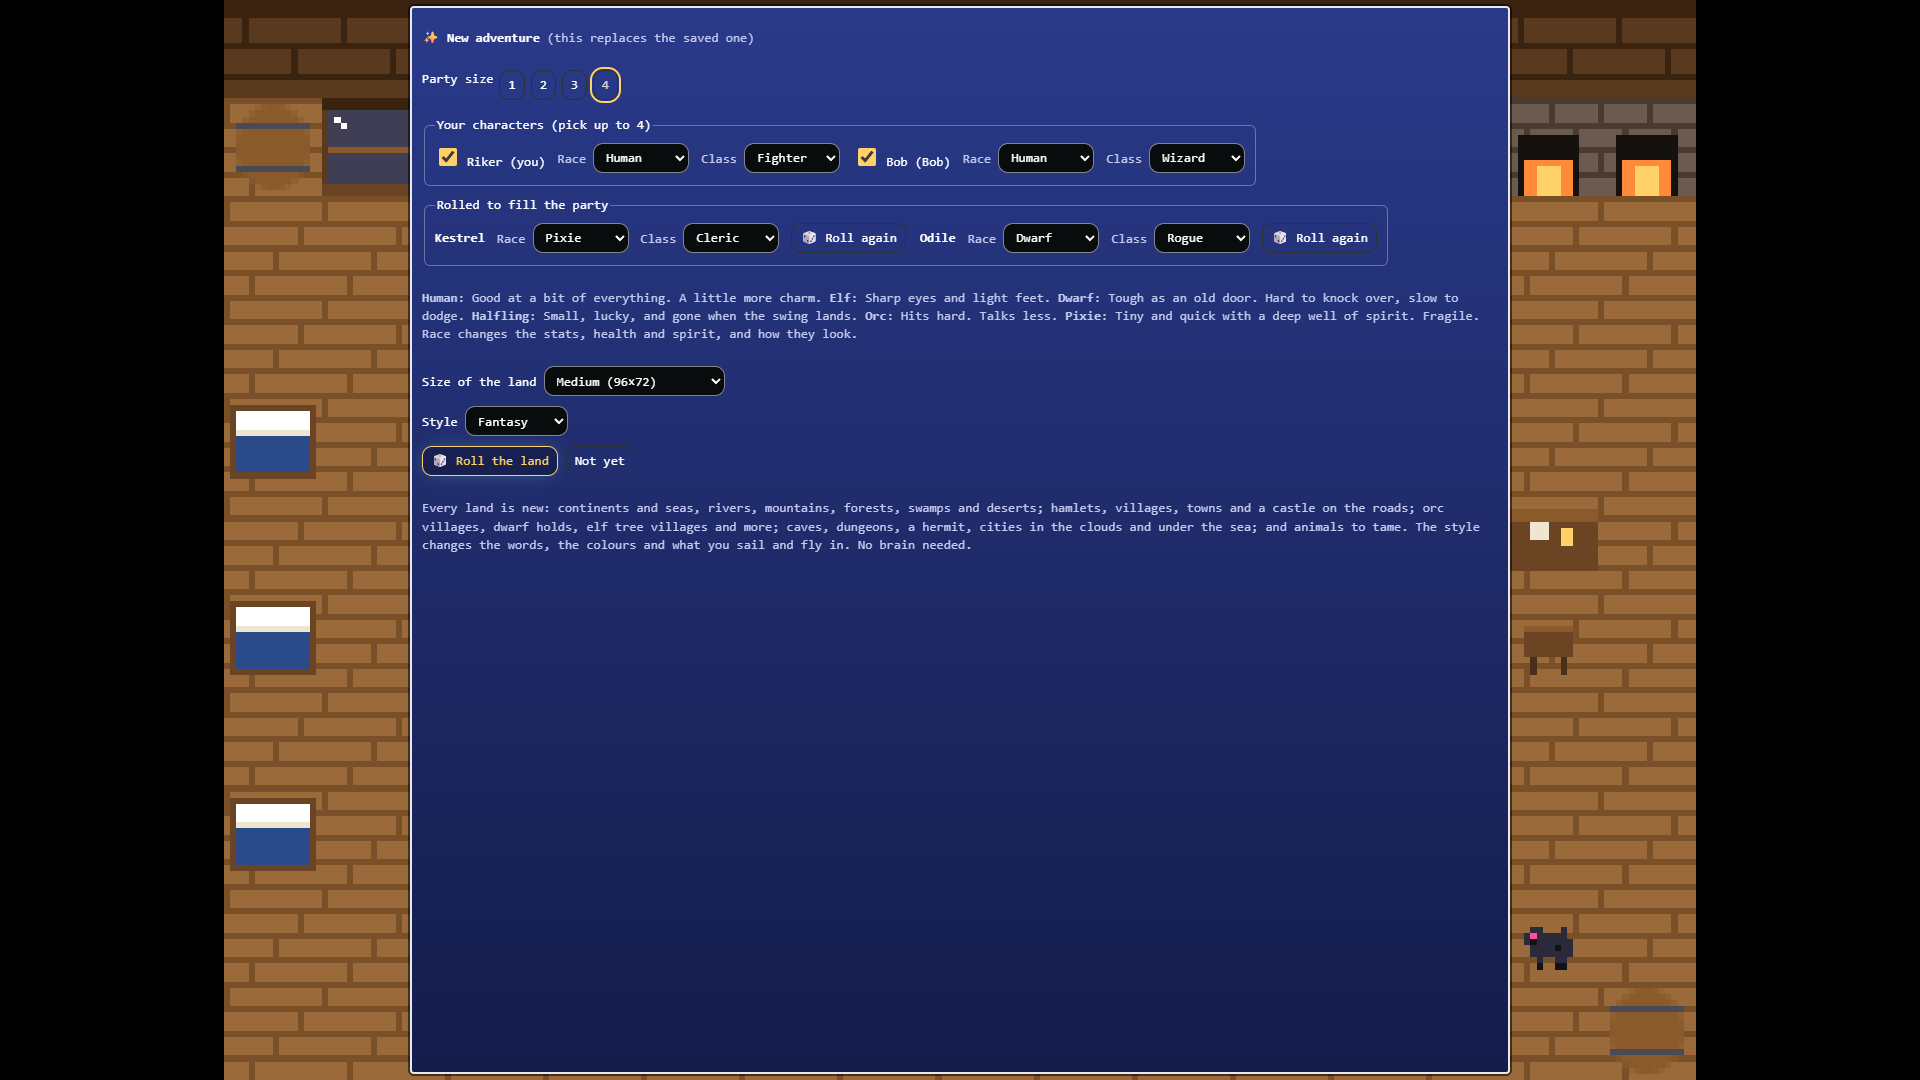 ✨ New adventure (this replaces the saved one)
Party size 1 2 3 4
Your characters (pick up to 4)
Riker (you) Race Human Class Fighter Bob (Bob) Race Human Class Wizard
Rolled to fill the party
Kestrel Race Pixie Class Cleric 🎲 Roll again Odile Race Dwarf Class Rogue 🎲 Roll again
Human: Good at a bit of everything. A little more charm. Elf: Sharp eyes and light feet. Dwarf: Tough as an old door. Hard to knock over, slow to
dodge. Halfling: Small, lucky, and gone when the swing lands. Orc: Hits hard. Talks less. Pixie: Tiny and quick with a deep well of spirit. Fragile.
Race changes the stats, health and spirit, and how they look.
Size of the land Medium (96×72)
Style Fantasy
🎲 Roll the land Not yet
Every land is new: continents and seas, rivers, mountains, forests, swamps and deserts; hamlets, villages, towns and a castle on the roads; orc
villages, dwarf holds, elf tree villages and more; caves, dungeons, a hermit, cities in the clouds and under the sea; and animals to tame. The style
changes the words, the colours and what you sail and fly in. No brain needed.